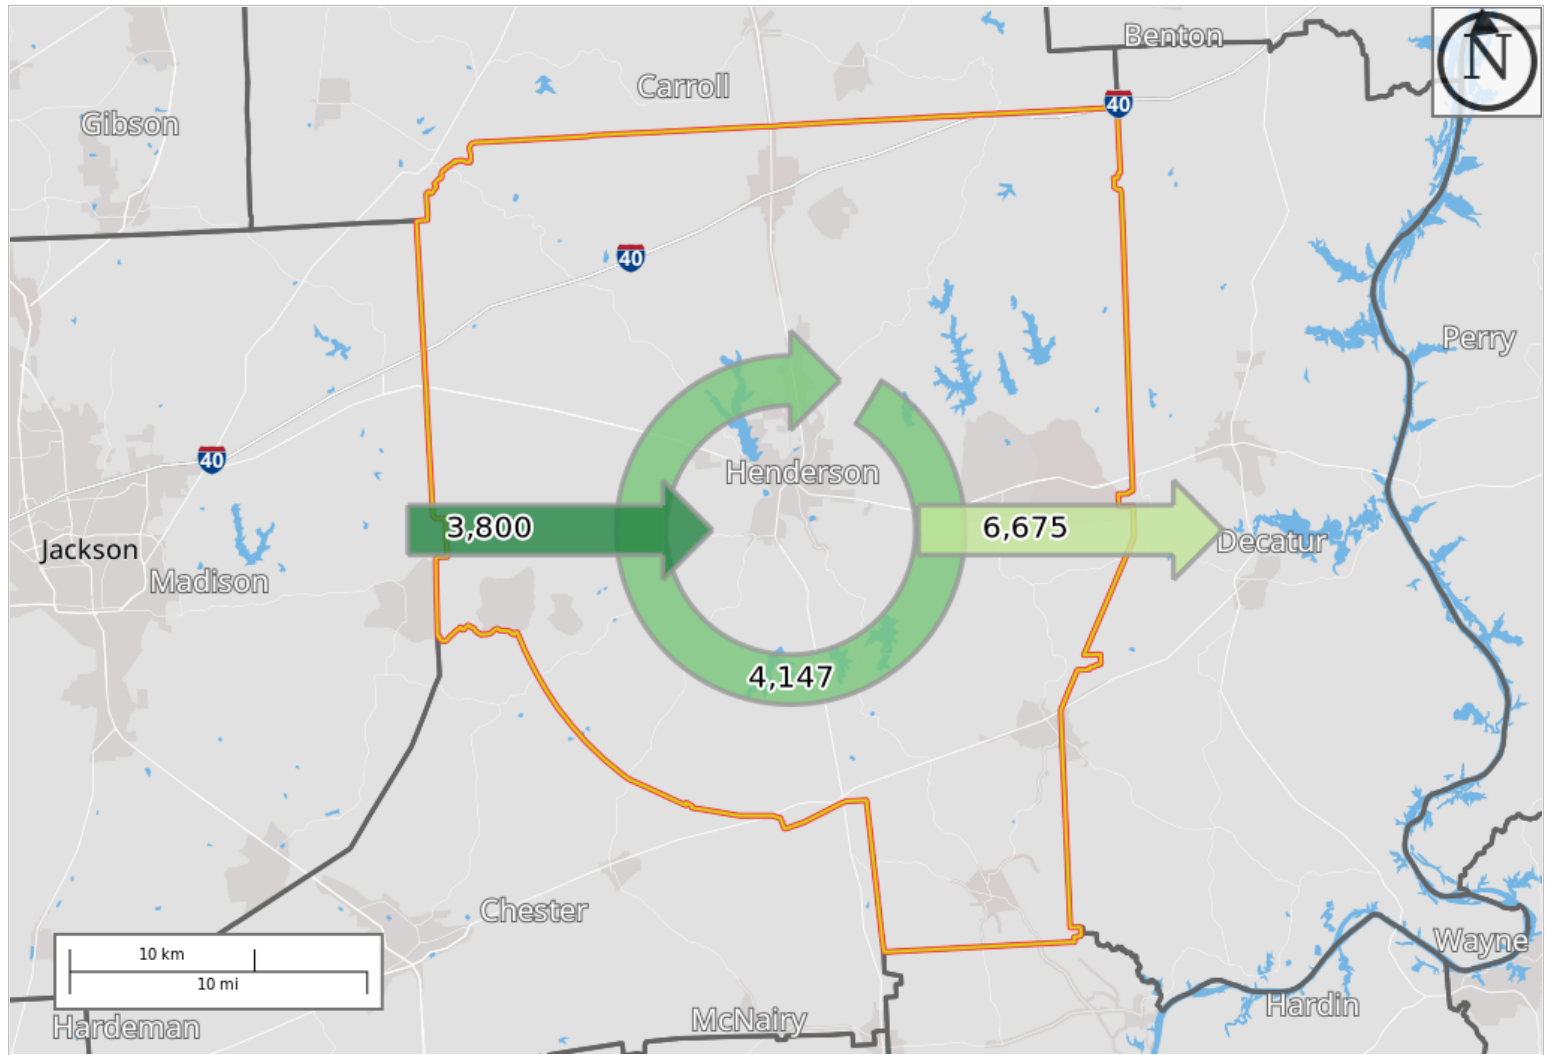 Benton
N
Carroll
40
Gibson
40
Perry
40
Henderson
3,800
6,675
Jackson
Decatur
Madison
4,147
Chester
10 km
10 mi
Wayne
Hardin
McNairy
Hardeman